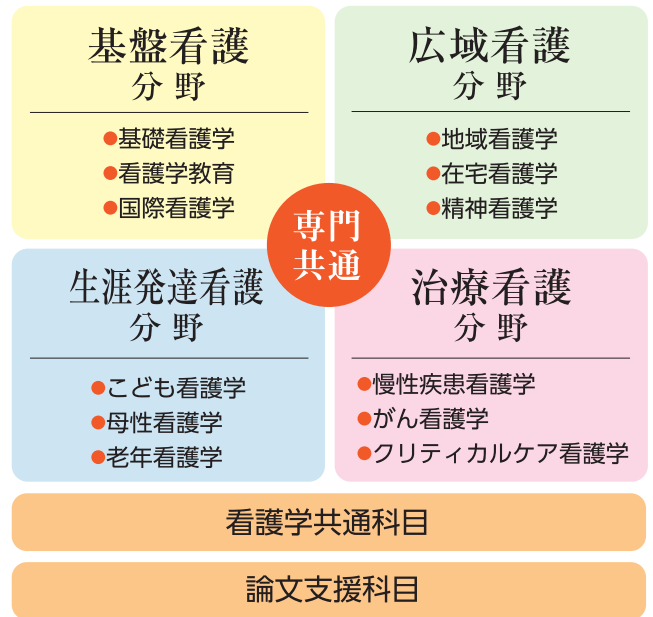 基盤看護
分野
●基礎看護学
●看護学教育
●国際看護学
広域看護
分野
●地域看護学
●在宅看護学
●精神看護学
専門
共通
生涯発達看護
分野
●こども看護学
●母性看護学
●老年看護学
治療看護
分野
●慢性疾患看護学
●がん看護学
●クリティカルケア看護学
看護学共通科目
論文支援科目